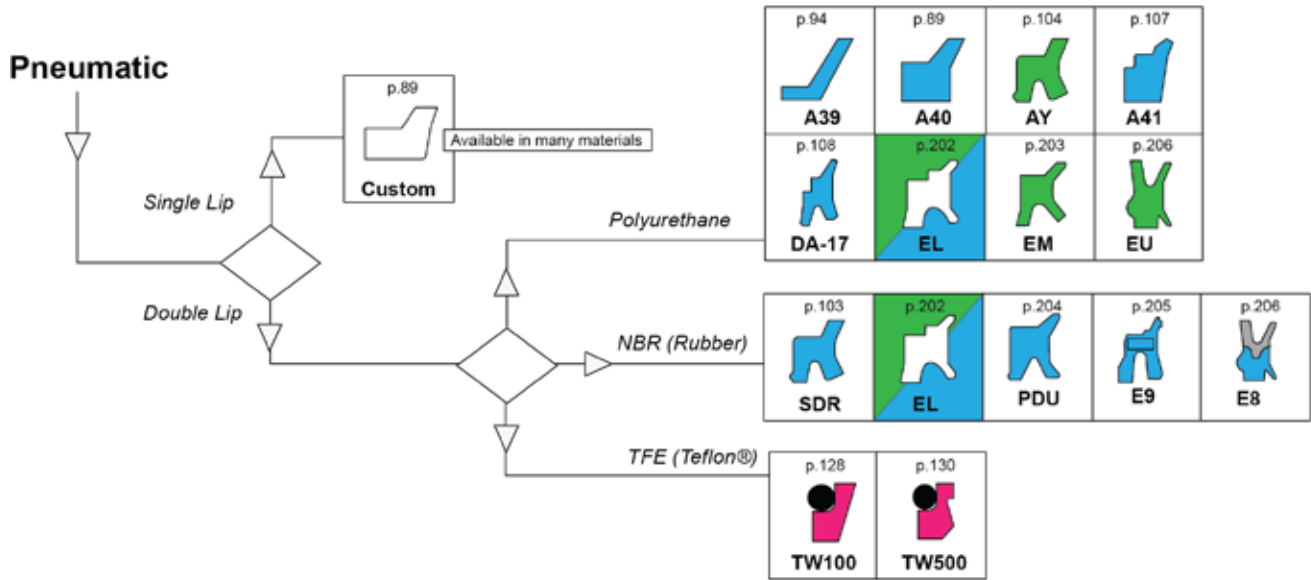 Pneumatic
p.89
Available in many materials
Custom
Single Lip
Double Lip
Polyurethane
p.94
p.89
p.104
p.107
A39
A40
AY
A41
p.108
p.202
p.203
p.206
DA-17
EL
EM
EU
NBR (Rubber)
p.103
p.202
p.204
p.205
p.206
SDR
EL
PDU
E9
E8
TFE (Teflon®)
p.128
p.130
TW100
TW500